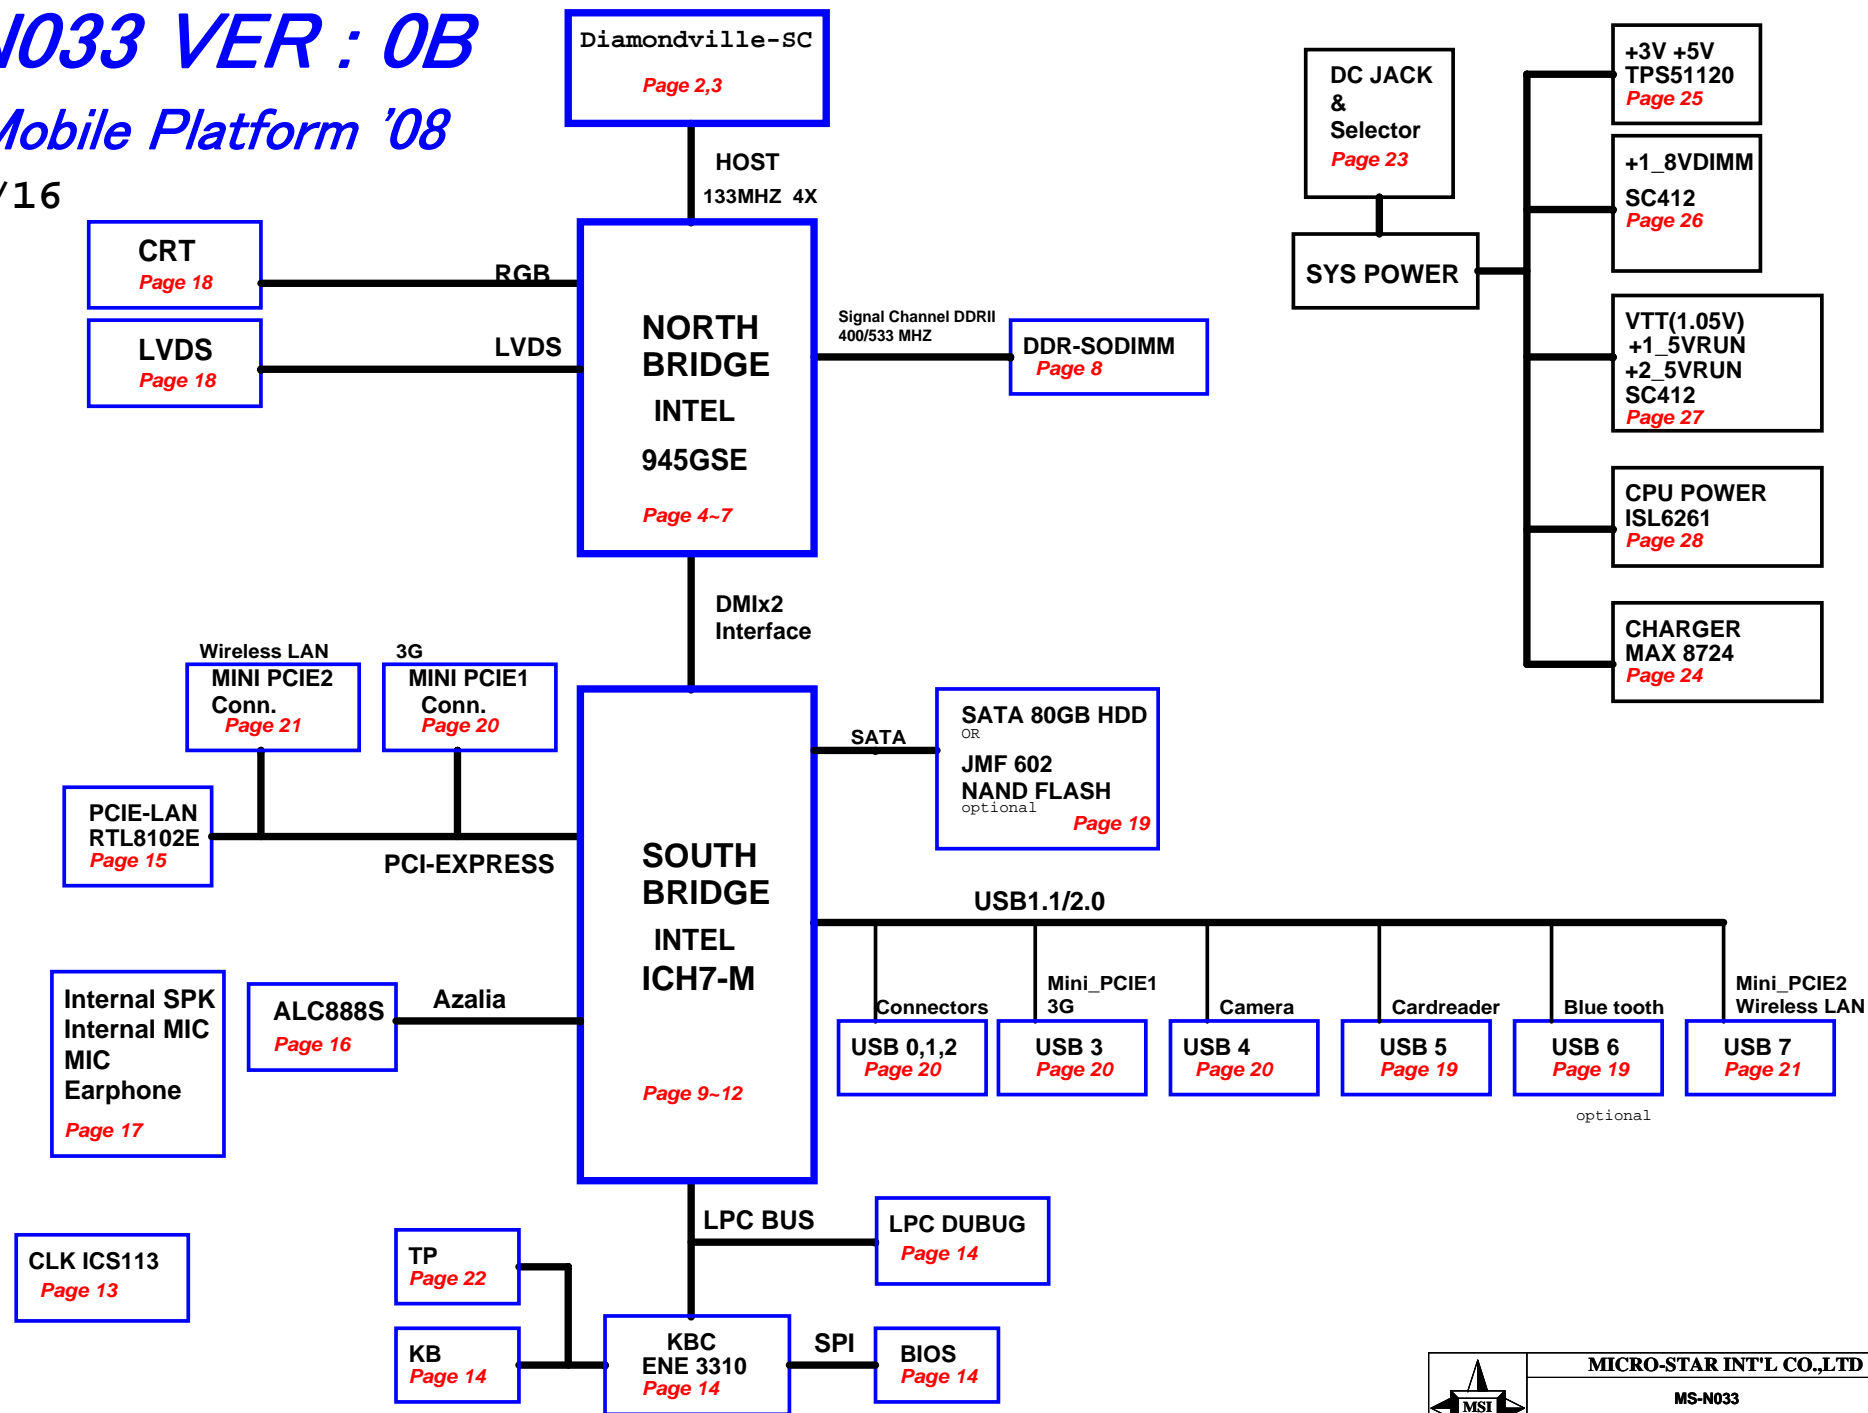 N033 VER : 0B
Mobile Platform '08
/16
Diamondville-SC
Page 2,3
HOST
133MHZ 4X
CRT
Page 18
RGB
LVDS
Page 18
LVDS
NORTH
BRIDGE
INTEL
945GSE
Page 4~7
Signal Channel DDRII
400/533 MHZ
DDR-SODIMM
Page 8
DC JACK
&
Selector
Page 23
SYS POWER
+3V +5V
TPS51120
Page 25
+1_8VDIMM
SC412
Page 26
VTT(1.05V)
+1_5VRUN
+2_5VRUN
SC412
Page 27
CPU POWER
ISL6261
Page 28
CHARGER
MAX 8724
Page 24
DMIx2
Interface
Wireless LAN
MINI PCIE2
Conn.
Page 21
3G
MINI PCIE1
Conn.
Page 20
PCIE-LAN
RTL8102E
Page 15
PCI-EXPRESS
SOUTH
BRIDGE
INTEL
ICH7-M
Page 9~12
SATA
SATA 80GB HDD
OR
JMF 602
NAND FLASH
optional
Page 19
USB1.1/2.0
Connectors
USB 0,1,2
Page 20
Mini_PCIE1
3G
USB 3
Page 20
Camera
USB 4
Page 20
Cardreader
USB 5
Page 19
Blue tooth
USB 6
Page 19
optional
Mini_PCIE2
Wireless LAN
USB 7
Page 21
Internal SPK
Internal MIC
MIC
Earphone
Page 17
ALC888S
Page 16
Azalia
LPC BUS
LPC DUBUG
Page 14
CLK ICS113
Page 13
TP
Page 22
KB
Page 14
KBC
ENE 3310
Page 14
SPI
BIOS
Page 14
MSI
MICRO-STAR INT'L CO.,LTD
MS-N033